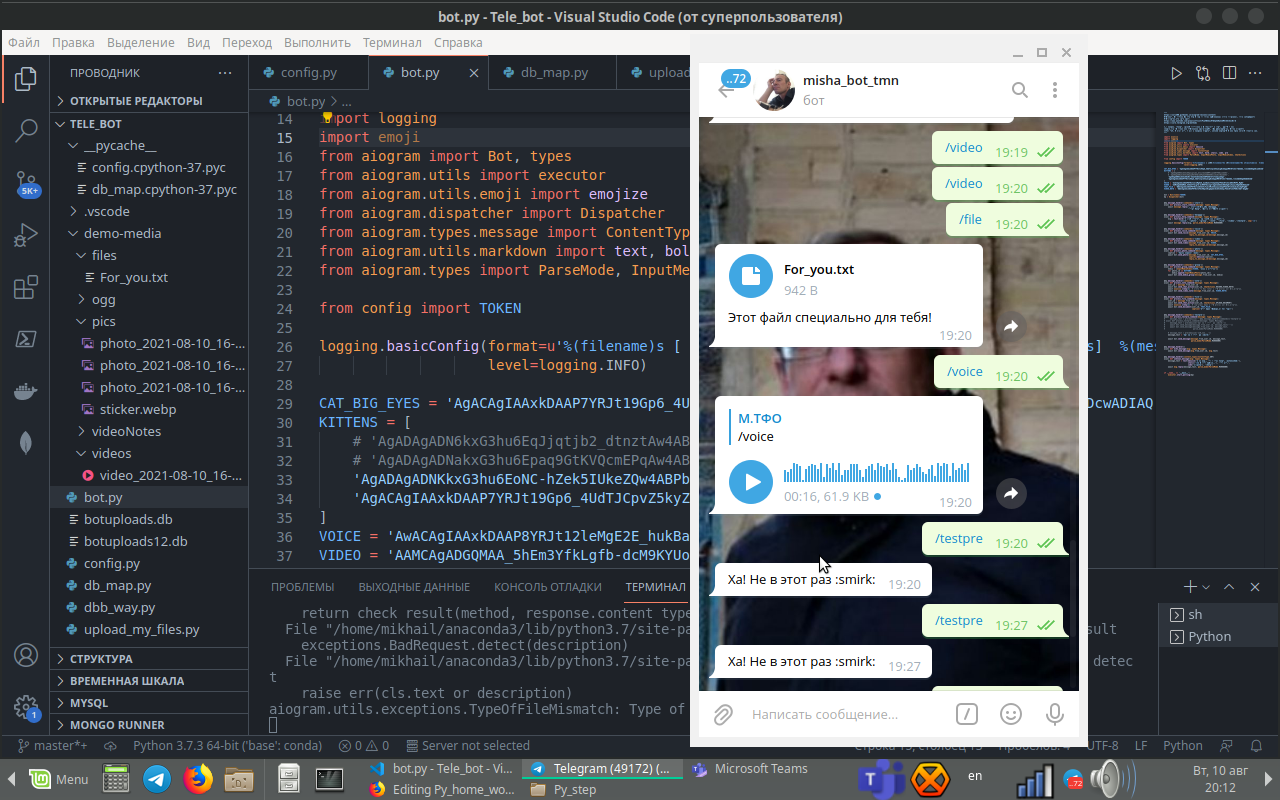 bot.py - Tele_bot - Visual Studio Code (от суперпользователя)
Файл Правка Выделение Вид Переход Выполнить Терминал Справка
ПРОВОДНИК ···
ОТКРЫТЫЕ РЕДАКТОРЫ
TELE_BOT
__pycache__
config.cpython-37.pyc
db_map.cpython-37.pyc
.vscode
demo-media
files
For_you.txt
ogg
pics
photo_2021-08-10_16-...
photo_2021-08-10_16-...
photo_2021-08-10_16-...
sticker.webp
videoNotes
videos
video_2021-08-10_16-...
bot.py
botuploads.db
botuploads12.db
config.py
db_map.py
dbb_way.py
upload_my_files.py
СТРУКТУРА
ВРЕМЕННАЯ ШКАЛА
MYSQL
MONGO RUNNER
5K+
1
config.py bot.py db_map.py upload
bot.py > ...
14 import logging
15 import emoji
16 from aiogram import Bot, types
17 from aiogram.utils import executor
18 from aiogram.utils.emoji import emojize
19 from aiogram.dispatcher import Dispatcher
20 from aiogram.types.message import ContentTyp
21 from aiogram.utils.markdown import text, bol
22 from aiogram.types import ParseMode, InputMe
23
24 from config import TOKEN
25
26 logging.basicConfig(format=u'%(filename)s [ s] %(mes
27 level=logging.INFO)
28
29 CAT_BIG_EYES = 'AgACAgIAAxkDAAP7YRJt19Gp6_4U DcwADIAQ
30 KITTENS = [
31 # 'AgADAgADN6kxG3hu6EqJjqtjb2_dtnztAw4AB
32 # 'AgADAgADNakxG3hu6Epaq9GtKVQcmEPqAw4AB
33 'AgADAgADNKkxG3hu6EoNC-hZek5IUkeZQw4ABPb
34 'AgACAgIAAxkDAAP7YRJt19Gp6_4UdTJCpvZ5kyZ
35 ]
36 VOICE = 'AwACAgIAAxkDAAP8YRJt12leMgE2E_hukBa
37 VIDEO = 'AAMCAgADGQMAA_5hEm3YfkLgfb-dcM9KYUo
ПРОБЛЕМЫ ВЫХОДНЫЕ ДАННЫЕ КОНСОЛЬ ОТЛАДКИ ТЕРМИНАЛ
return check result(method, response.content type
File "/home/mikhail/anaconda3/lib/python3.7/site-pa sult
exceptions.BadRequest.detect(description)
File "/home/mikhail/anaconda3/lib/python3.7/site-pa detec
t
raise err(cls.text or description)
aiogram.utils.exceptions.TypeOfFileMismatch: Type of
sh
Python
master*+ Python 3.7.3 64-bit ('base': conda) 0 0 Server not selected UTF-8 LF Python
..72
misha_bot_tmn
бот
/video 19:19
/video 19:20
/file 19:20
For_you.txt
942 B
Этот файл специально для тебя!
19:20
/voice 19:20
М.ТФО
/voice
00:16, 61.9 KB 19:20
/testpre 19:20
Ха! Не в этот раз :smirk: 19:20
/testpre 19:27
Ха! Не в этот раз :smirk: 19:27
Написать сообщение...
Menu
bot.py - Tele_bot - Vi...
Telegram (49172) (...
Microsoft Teams
Editing Py_home_wo...
Py_step
en
72
Вт, 10 авг
20:12